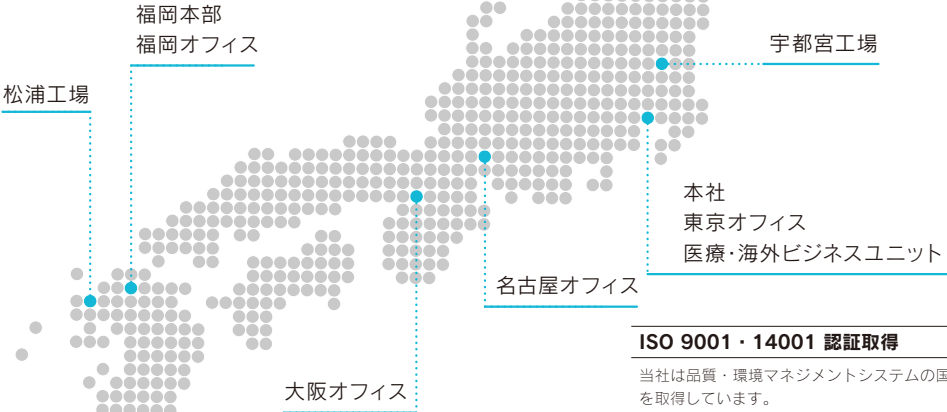 福岡本部
福岡オフィス
宇都宮工場
松浦工場
本社
東京オフィス
医療・海外ビジネスユニット
名古屋オフィス
ISO 9001・14001 認証取得
当社は品質・環境マネジメントシステムの国
を取得しています。
大阪オフィス